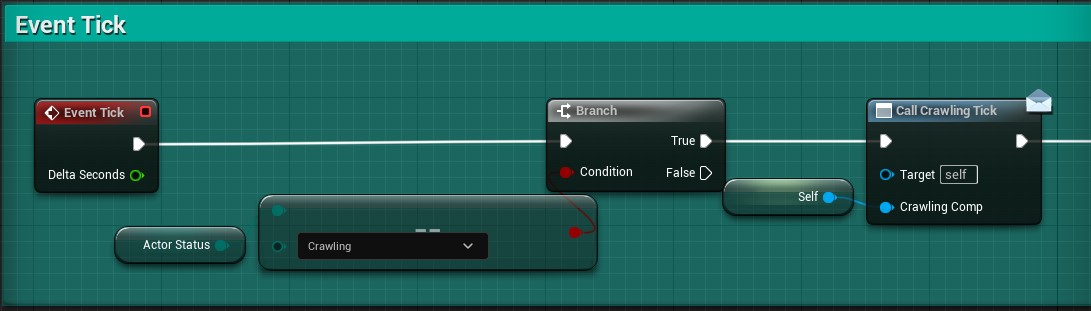 Event Tick
Event Tick
Delta Seconds
Branch
True
Condition
False
Call Crawling Tick
Target self
Crawling Comp
Self
Actor Status
==
Crawling